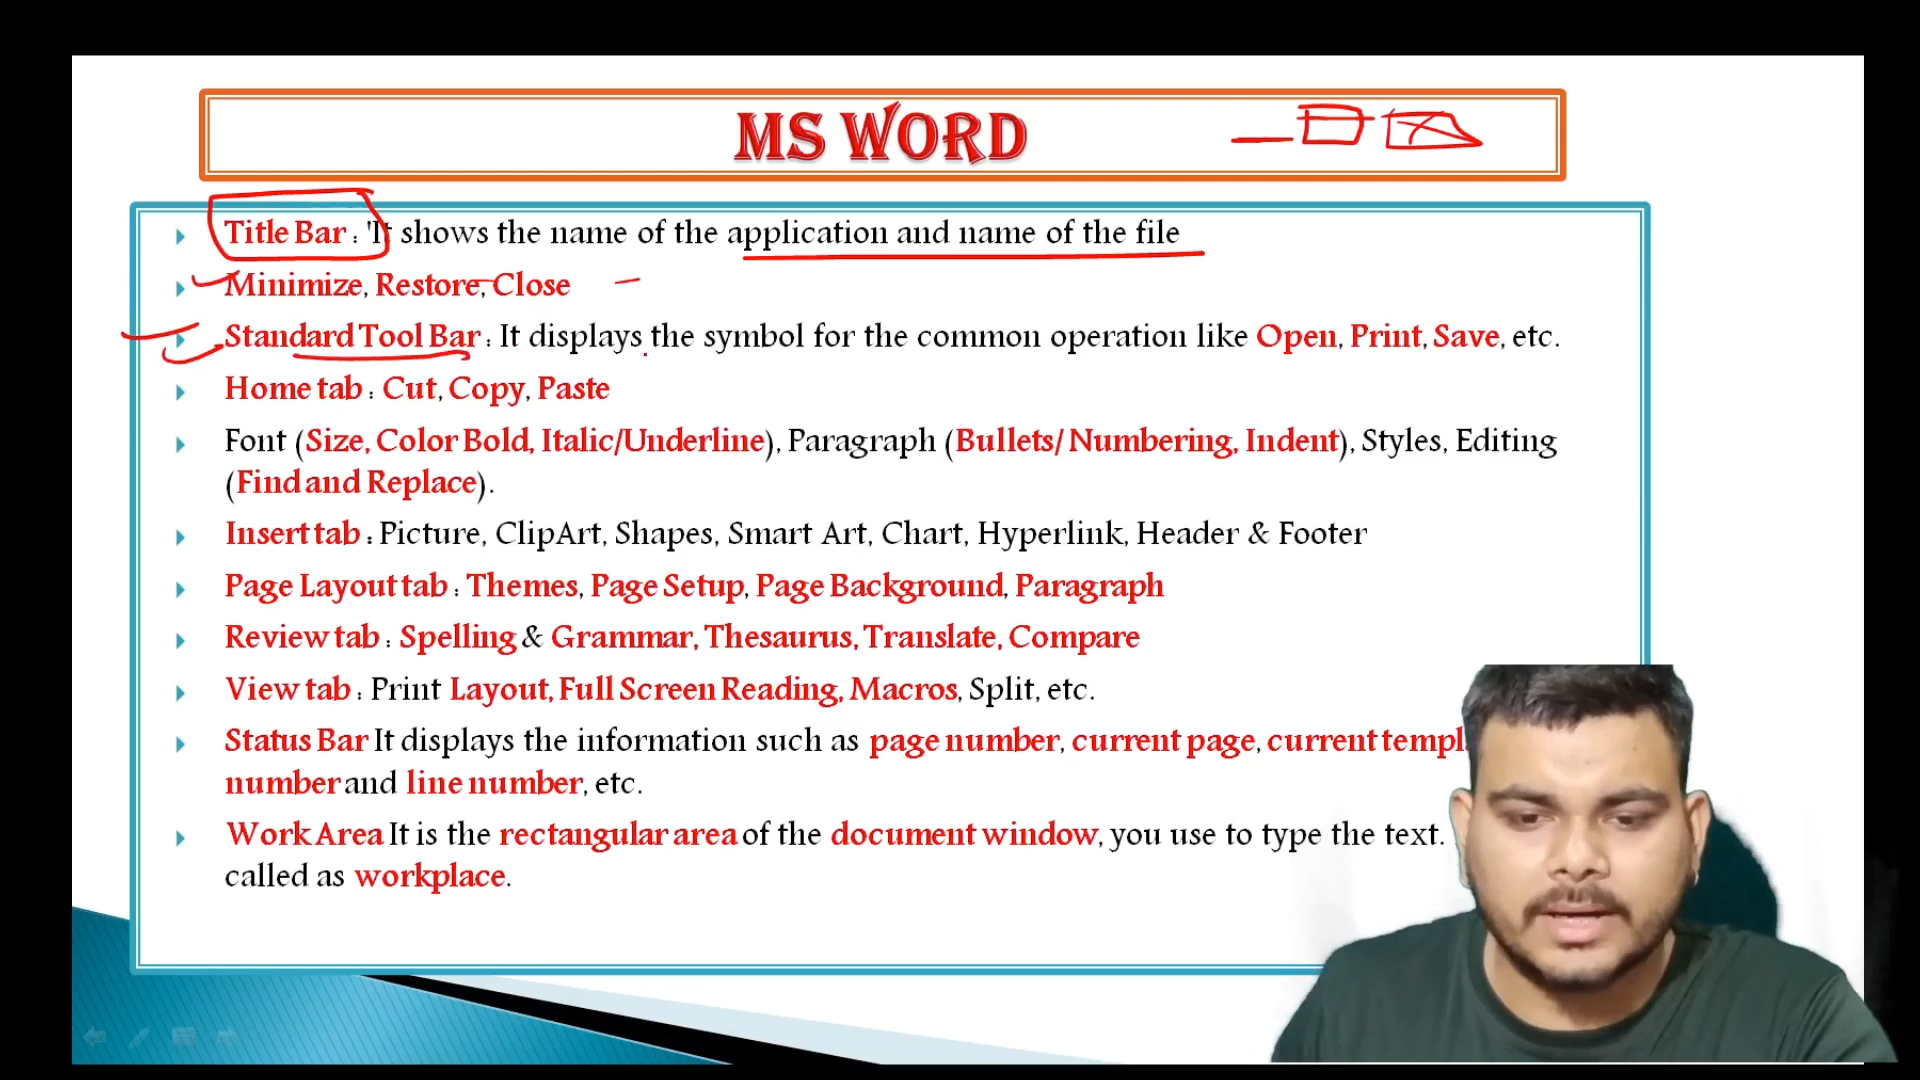 MS WORD
Title Bar : 'It shows the name of the application and name of the file
Minimize, Restore, Close
Standard Tool Bar : It displays the symbol for the common operation like Open, Print, Save, etc.
Home tab : Cut, Copy, Paste
Font (Size, Color Bold, Italic/Underline), Paragraph (Bullets/ Numbering, Indent), Styles, Editing
(Find and Replace).
Insert tab : Picture, ClipArt, Shapes, Smart Art, Chart, Hyperlink, Header & Footer
Page Layout tab : Themes, Page Setup, Page Background, Paragraph
Review tab : Spelling & Grammar, Thesaurus, Translate, Compare
View tab : Print Layout, Full Screen Reading, Macros, Split, etc.
Status Bar It displays the information such as page number, current page, current templ
number and line number, etc.
Work Area It is the rectangular area of the document window, you use to type the text.
called as workplace.